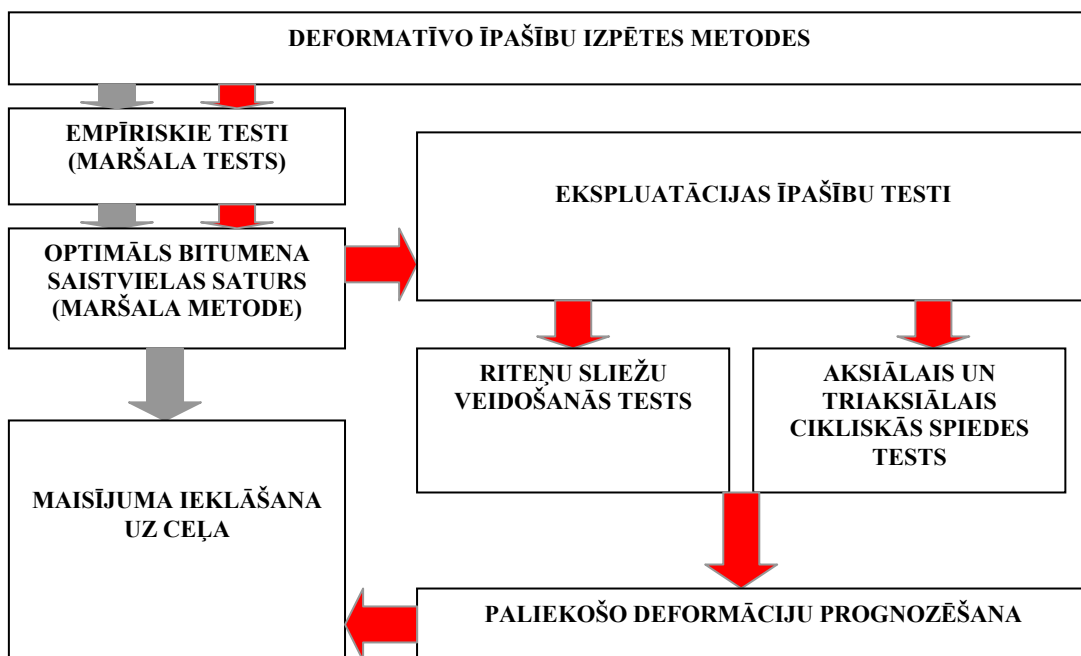 DEFORMATĪVO ĪPAŠĪBU IZPĒTES METODES
EMPĪRISKIE TESTI
(MARŠALA TESTS)
EKSPLUATĀCIJAS ĪPAŠĪBU TESTI
OPTIMĀLS BITUMENA
SAISTVIELAS SATURS
(MARŠALA METODE)
RITEŅU SLIEŽU
VEIDOŠANĀS TESTS
AKSIĀLAIS UN
TRIAKSIĀLAIS
CIKLISKĀS SPIEDES
TESTS
MAISĪJUMA IEKLĀŠANA
UZ CEĻA
PALIEKOŠO DEFORMĀCIJU PROGNOZĒŠANA